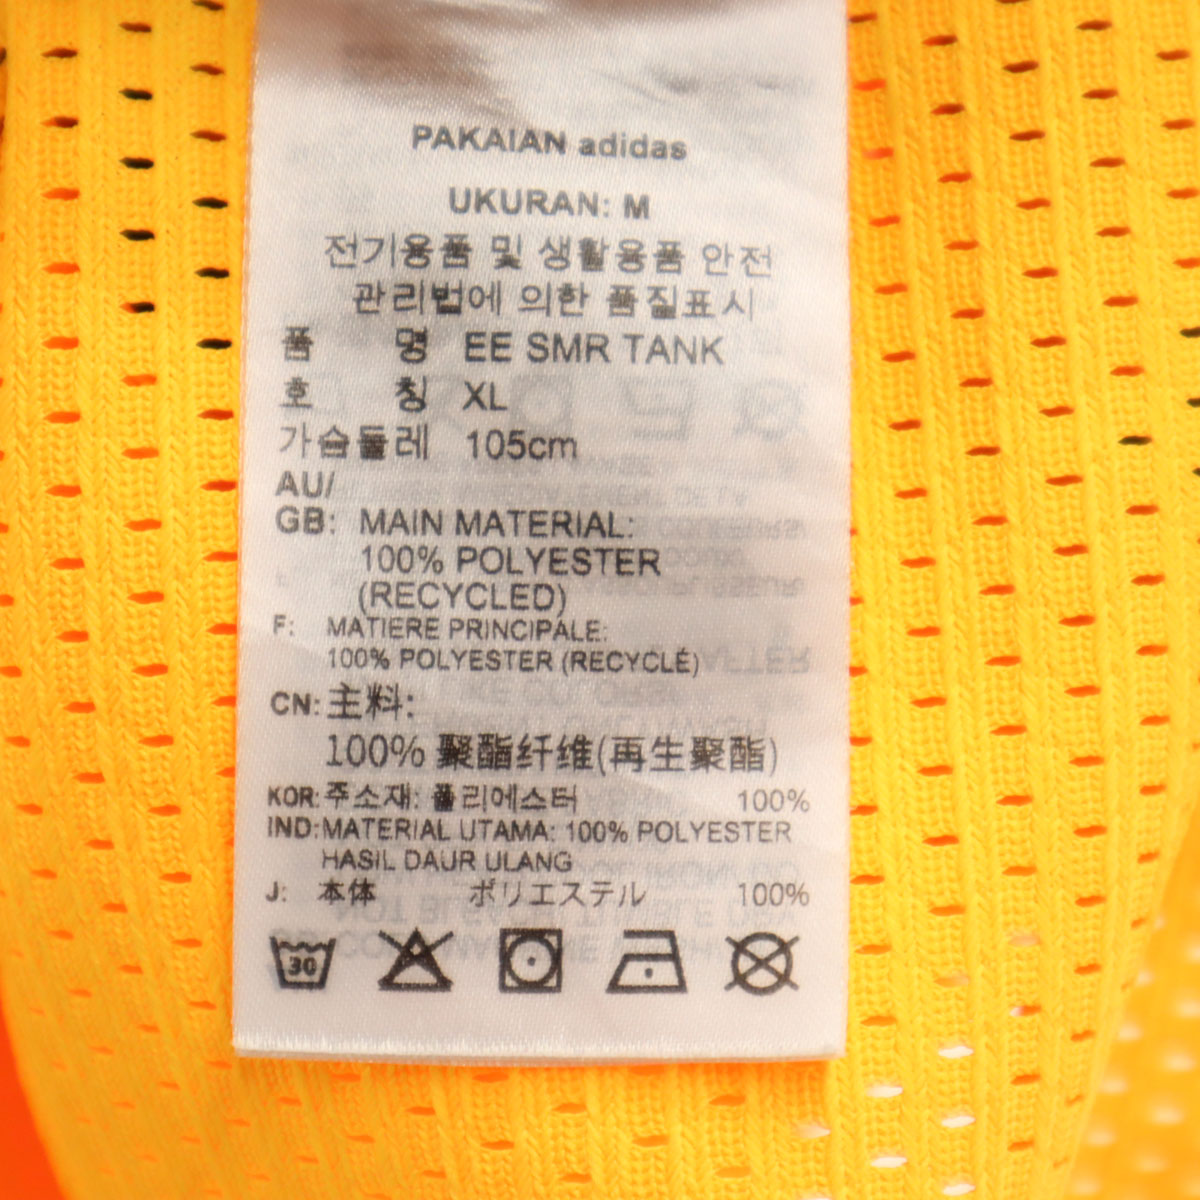 PAKAIAN adidas
UKURAN: M
전기용품 및 생활용품 안전
관리법에 의한 품질표시
품 명 EE SMR TANK
호 칭 XL
가슴둘레 105cm
AU/
GB: MAIN MATERIAL:
100% POLYESTER
(RECYCLED)
F: MATIERE PRINCIPALE:
100% POLYESTER (RECYCLÉ)
CN: 主料:
100% 聚酯纤维(再生聚酯)
KOR: 주소재: 폴리에스터 100%
IND: MATERIAL UTAMA: 100% POLYESTER
HASIL DAUR ULANG
J: 本体 ポリエステル 100%
30